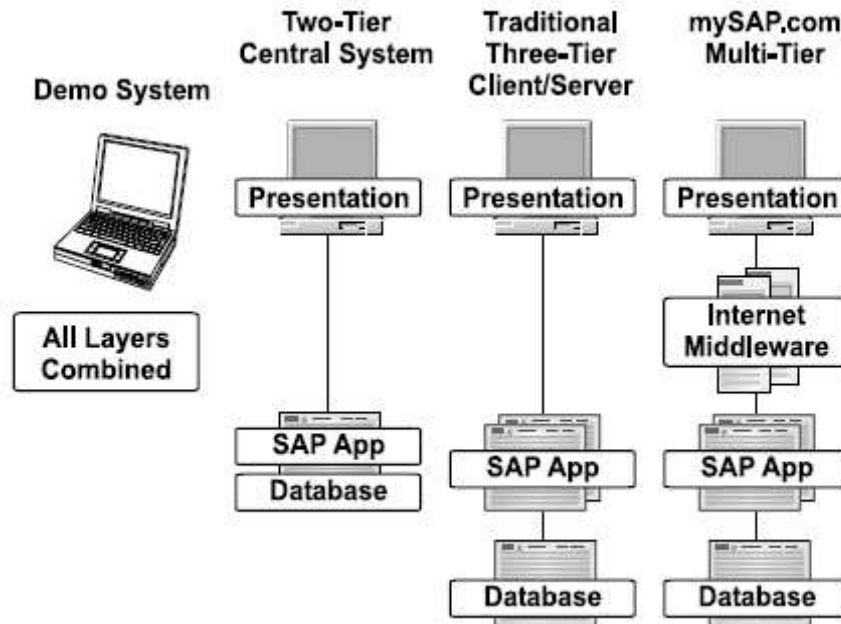 Demo System
All Layers
Combined
Two-Tier
Central System
Presentation
SAP App
Database
Traditional
Three-Tier
Client/Server
Presentation
SAP App
Database
mySAP.com
Multi-Tier
Presentation
Internet
Middleware
SAP App
Database